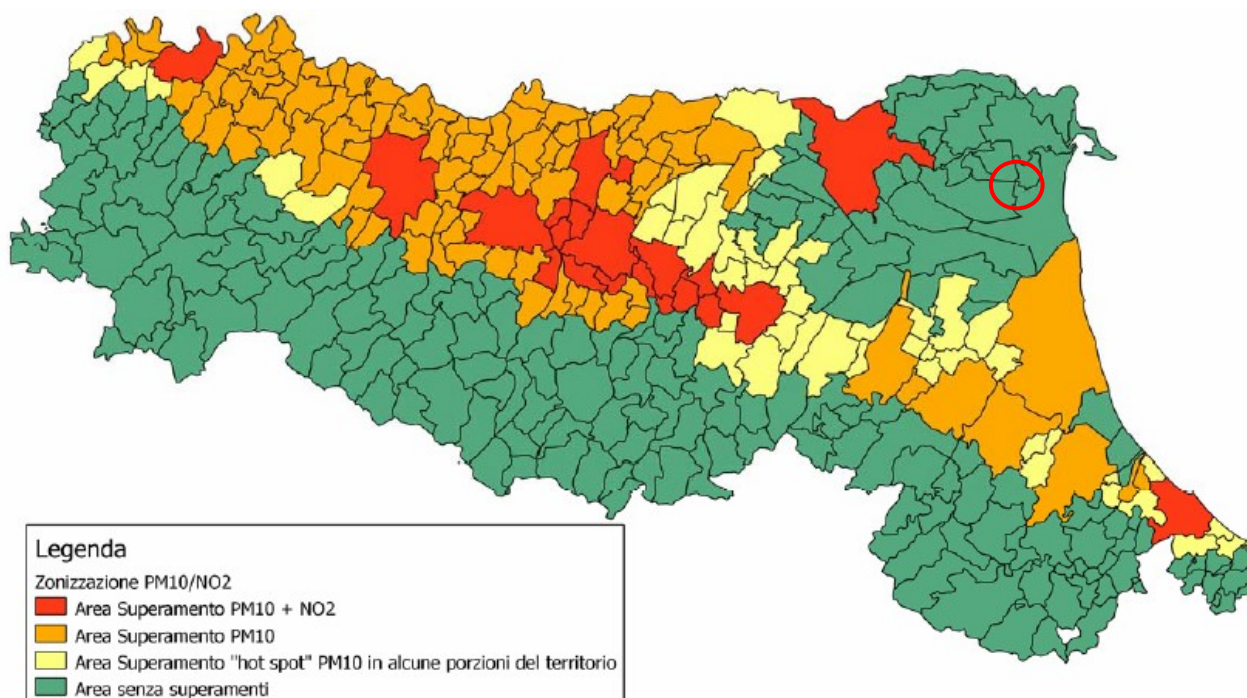 Legenda
Zonizzazione PM10/NO2
Area Superamento PM10 + NO2
Area Superamento PM10
Area Superamento "hot spot" PM10 in alcune porzioni del territorio
Area senza superamenti